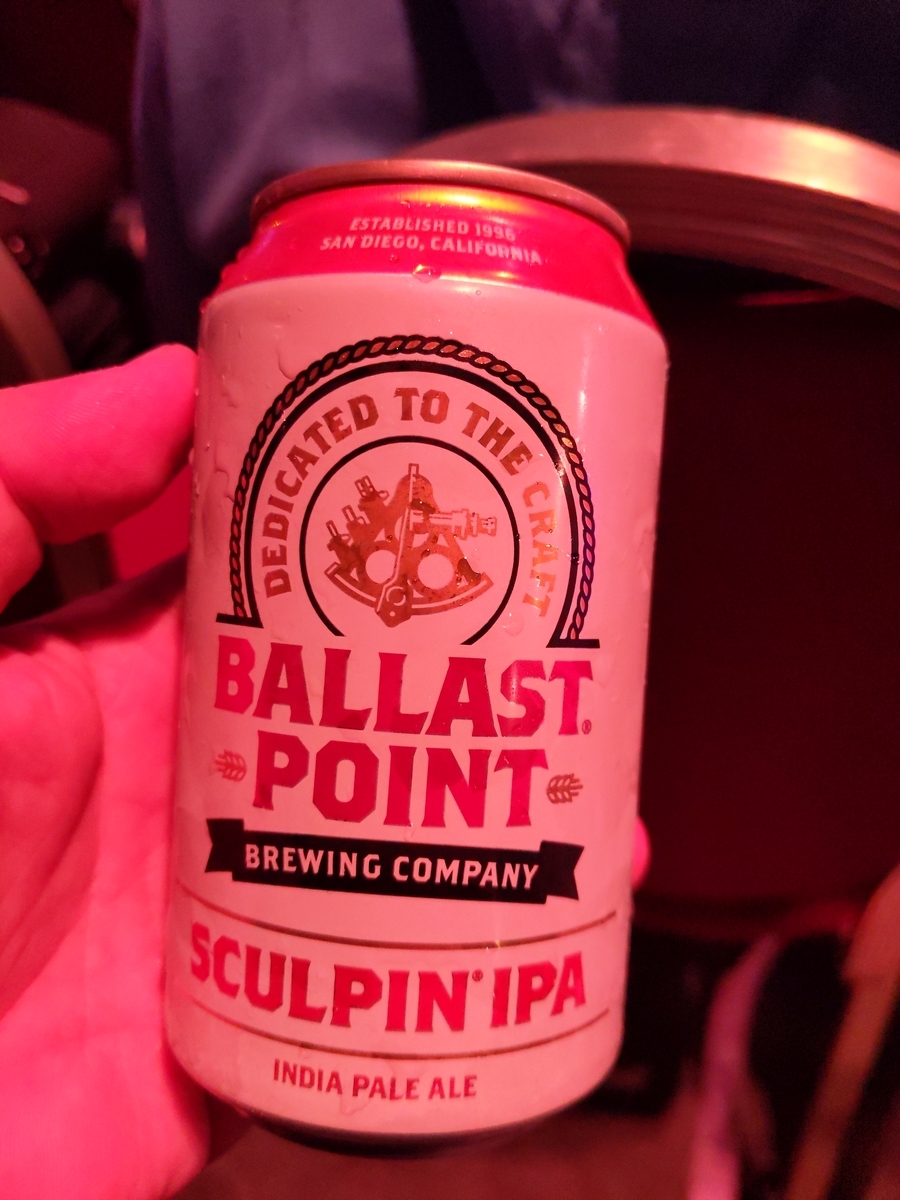 ESTABLISHED 1996
SAN DIEGO, CALIFORNIA
DEDICATED TO THE CRAFT
BALLAST
POINT®
BREWING COMPANY
SCULPIN® IPA
INDIA PALE ALE